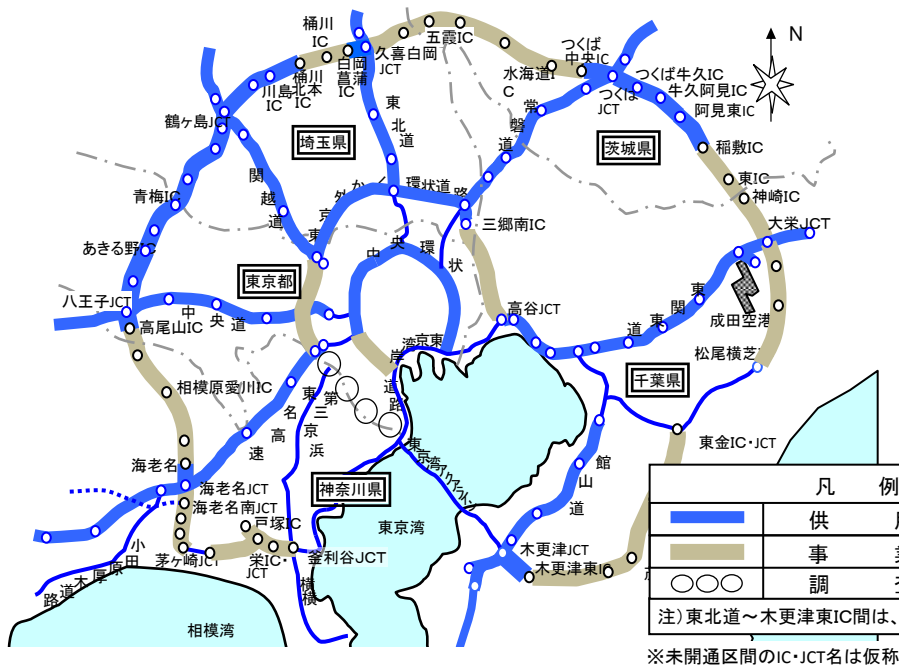 N
桶川
IC
五霞IC
久喜白岡
JCT
白岡
菖蒲
IC
桶川
北本
IC
川島
IC
つくば
中央IC
水海道I
C
つくば牛久IC
つくば
JCT
牛久阿見IC
阿見東IC
鶴ヶ島JCT
埼玉県
東北道
常磐道
茨城県
稲敷IC
東IC
神崎IC
大栄JCT
関越道
東京外かく環状道路
三郷南IC
青梅IC
あきる野IC
中央環状
東京都
八王子JCT
中央道
高尾山IC
高谷JCT
東関東道
成田空港
東京湾岸道路
松尾横芝
千葉県
相模原愛川IC
東名高速
第三京浜
東金IC・JCT
海老名
海老名JCT
海老名南JCT
神奈川県
東京湾アクアライン
館山道
戸塚IC
東京湾
栄IC・
JCT
釜利谷JCT
茅ヶ崎JCT
小田原厚木道路
横横
木更津JCT
木更津東IC
相模湾
凡 例
供
事
調
注）東北道～木更津東IC間は、
※未開通区間のIC・JCT名は仮称